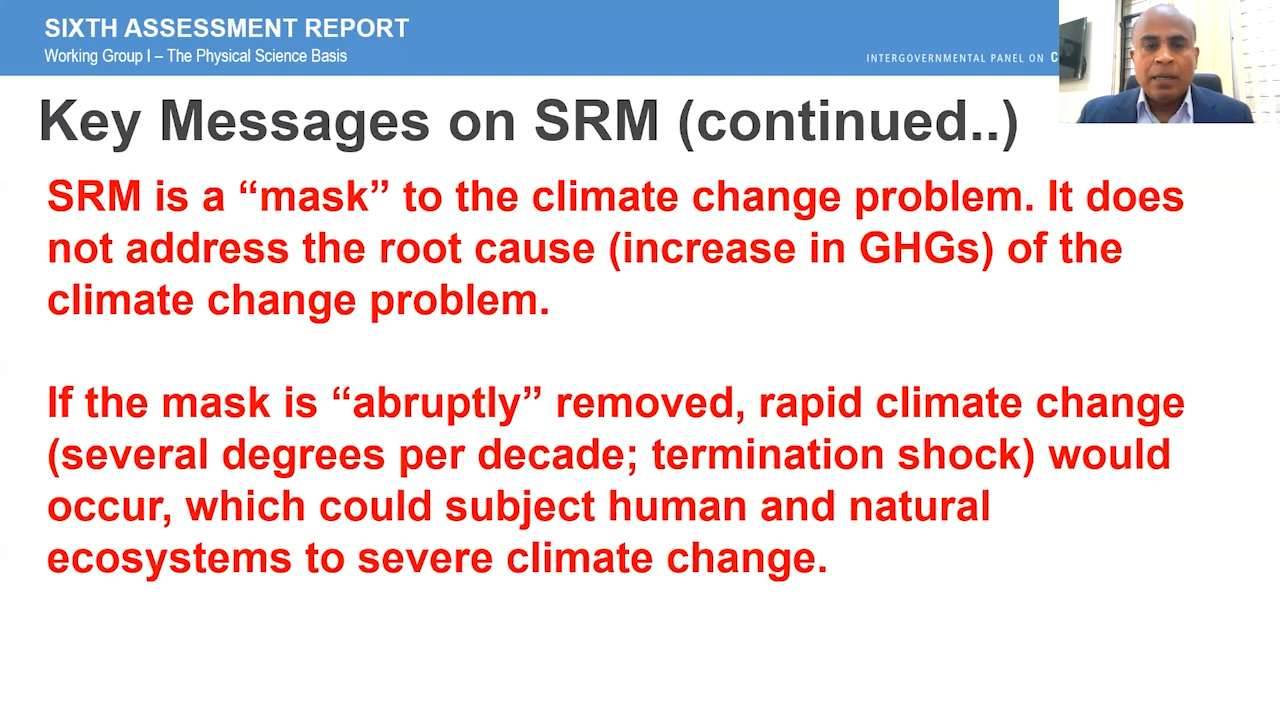 SIXTH ASSESSMENT REPORT
Working Group I – The Physical Science Basis
INTERGOVERNMENTAL PANEL ON
Key Messages on SRM (continued..)
SRM is a “mask” to the climate change problem. It does
not address the root cause (increase in GHGs) of the
climate change problem.
If the mask is “abruptly” removed, rapid climate change
(several degrees per decade; termination shock) would
occur, which could subject human and natural
ecosystems to severe climate change.